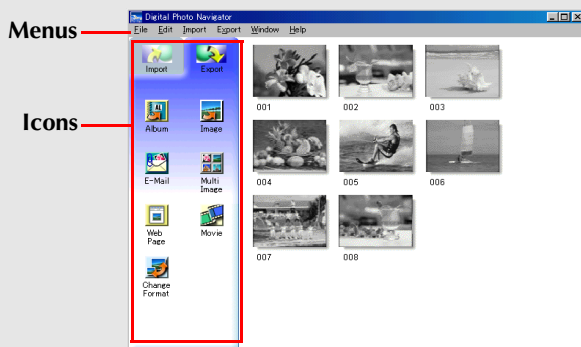 Digital Photo Navigator
Menus
File Edit Import Export Window Help
Import Export
Icons
Album Image
E-Mail Multi
Image
Web
Page Movie
Change
Format
001 002 003
004 005 006
007 008